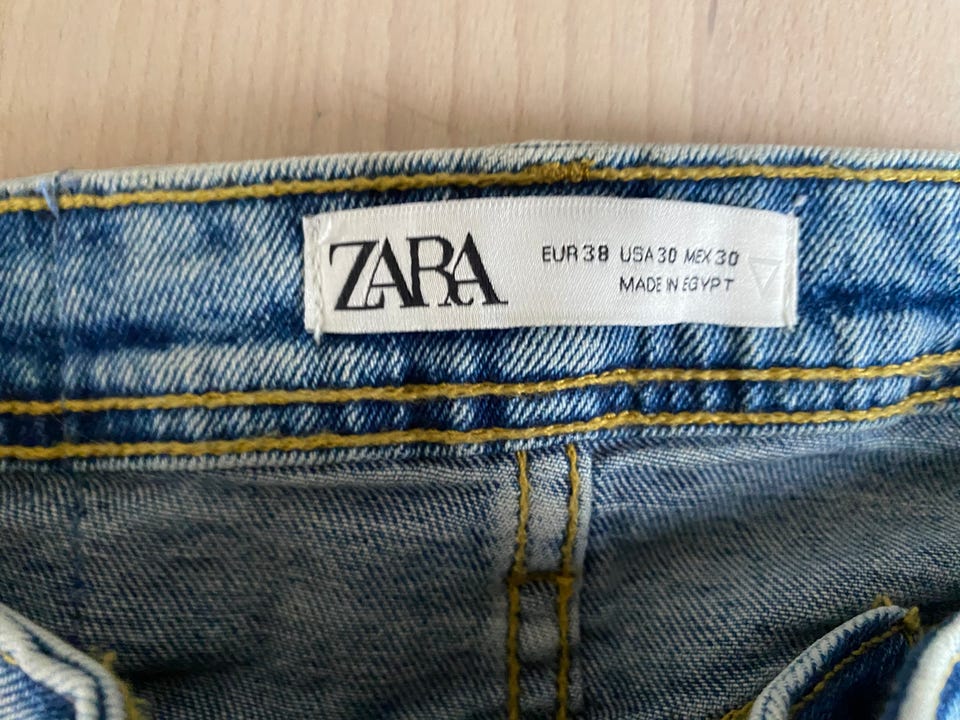 ZARA
EUR 38 USA 30 MEX 30
MADE IN EGYPT